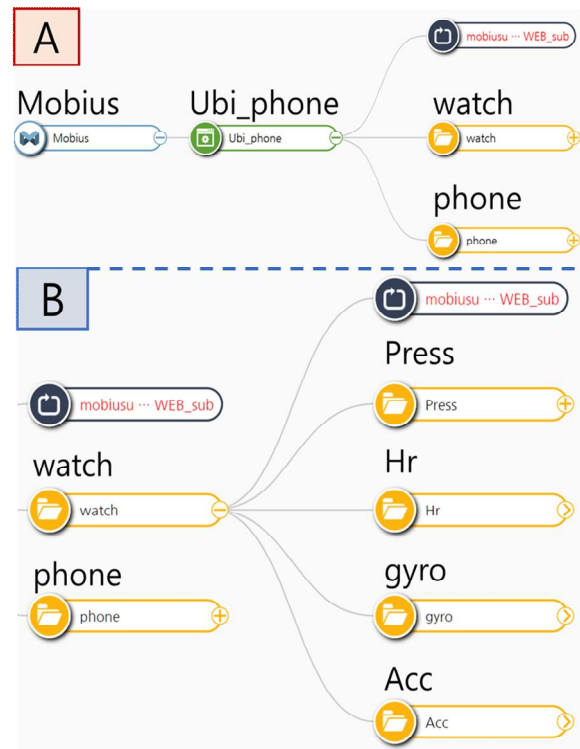 A
mobiusu ··· WEB_sub
Mobius
Ubi_phone
watch
Mobius
Ubi_phone
watch
phone
phone
B
mobiusu ··· WEB_sub
Press
mobiusu ··· WEB_sub
Press
watch
Hr
watch
Hr
phone
gyro
phone
gyro
Acc
Acc